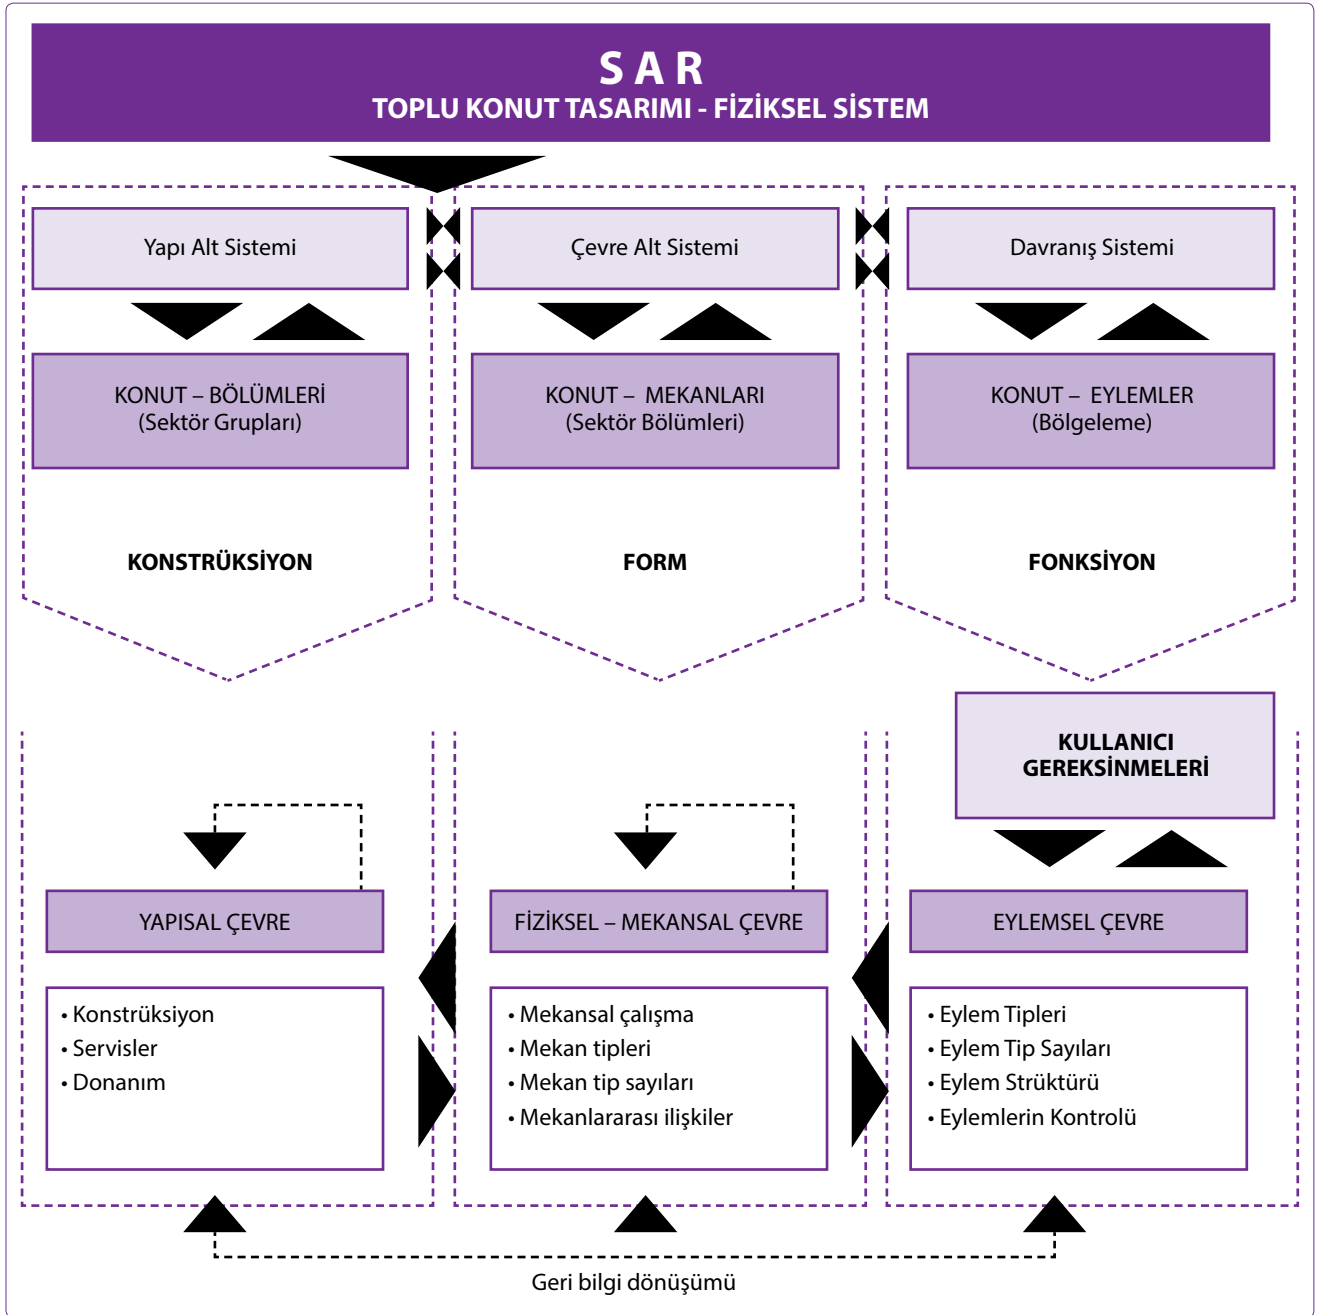 S A R
TOPLU KONUT TASARIMI - FİZİKSEL SİSTEM
Yapı Alt Sistemi
Çevre Alt Sistemi
Davranış Sistemi
KONUT – BÖLÜMLERİ
(Sektör Grupları)
KONUT – MEKANLARI
(Sektör Bölümleri)
KONUT – EYLEMLER
(Bölgeleme)
KONSTRÜKSİYON
FORM
FONKSİYON
KULLANICI
GEREKSİNMELERİ
YAPISAL ÇEVRE
FİZİKSEL – MEKANSAL ÇEVRE
EYLEMSEL ÇEVRE
• Konstrüksiyon
• Servisler
• Donanım
• Mekansal çalışma
• Mekan tipleri
• Mekan tip sayıları
• Mekanlararası ilişkiler
• Eylem Tipleri
• Eylem Tip Sayıları
• Eylem Strüktürü
• Eylemlerin Kontrolü
Geri bilgi dönüşümü